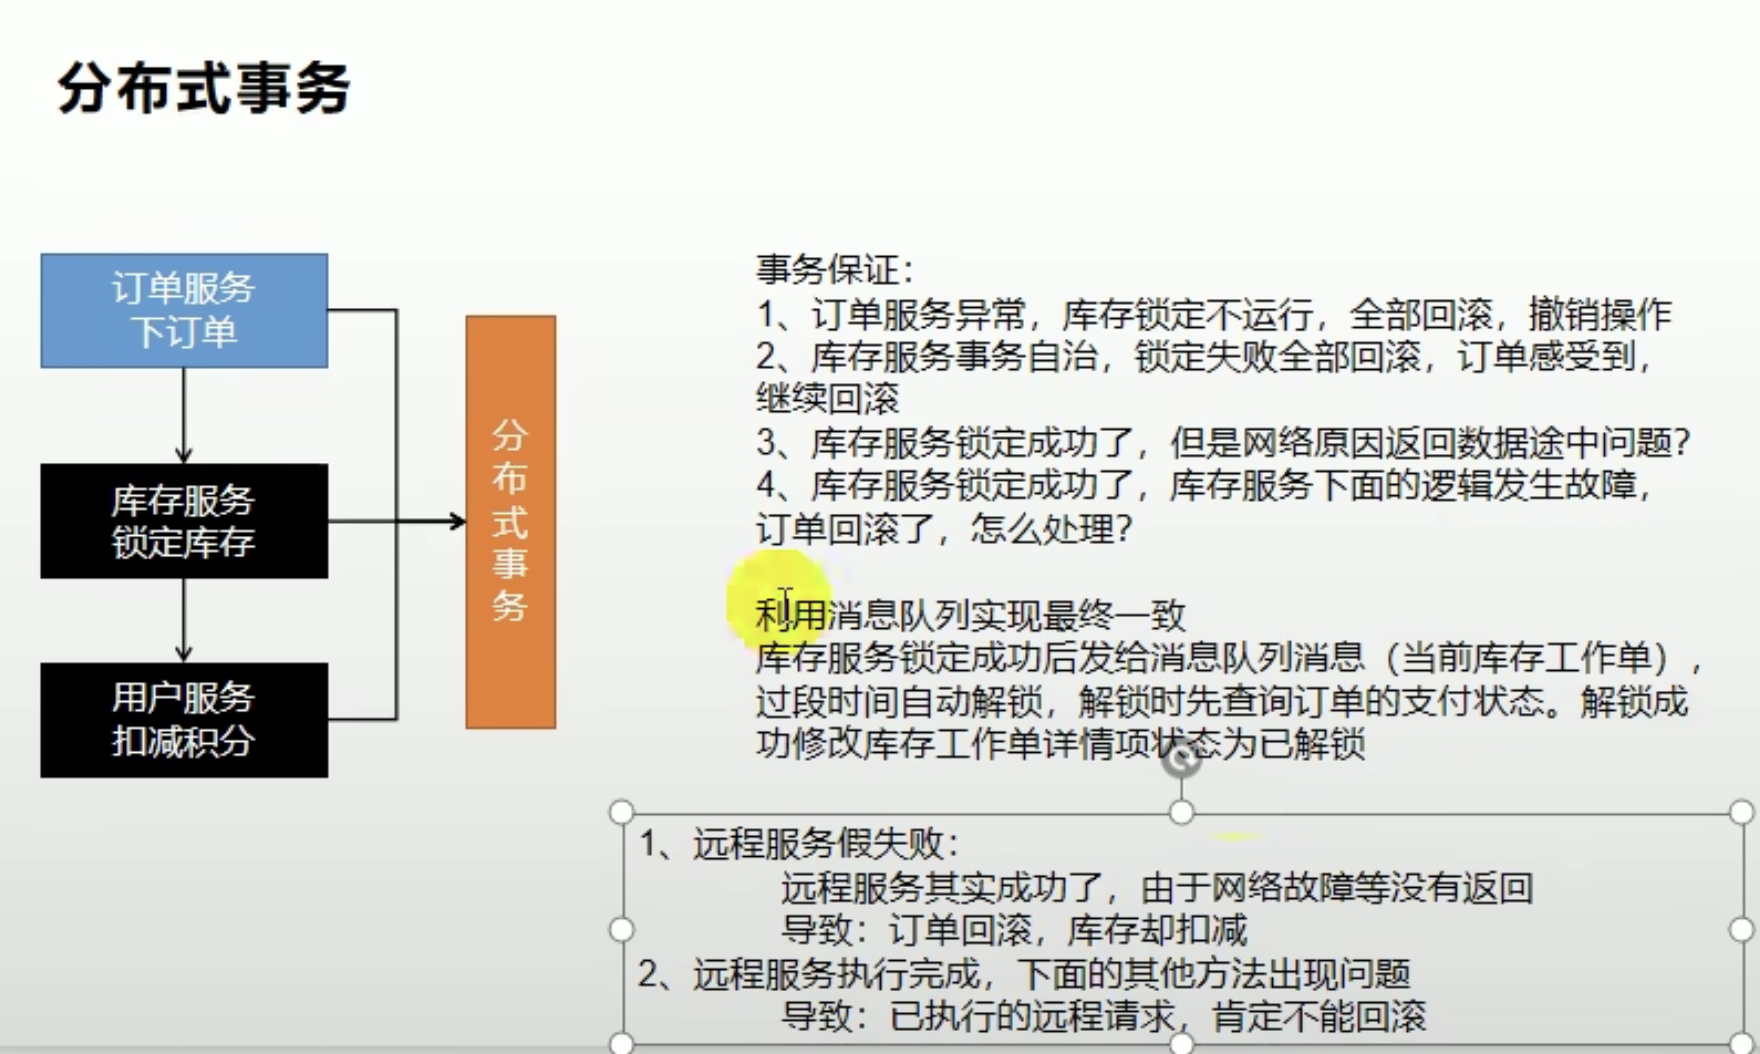 分布式事务
订单服务
下订单
库存服务
锁定库存
用户服务
扣减积分
分布式事务
事务保证：
1、订单服务异常，库存锁定不运行，全部回滚，撤销操作
2、库存服务事务自治，锁定失败全部回滚，订单感受到，
继续回滚
3、库存服务锁定成功了，但是网络原因返回数据途中问题？
4、库存服务锁定成功了，库存服务下面的逻辑发生故障，
订单回滚了，怎么处理？
利用消息队列实现最终一致
库存服务锁定成功后发给消息队列消息（当前库存工作单），
过段时间自动解锁，解锁时先查询订单的支付状态。解锁成
功修改库存工作单详情项状态为已解锁
1、远程服务假失败：
远程服务其实成功了，由于网络故障等没有返回
导致：订单回滚，库存却扣减
2、远程服务执行完成，下面的其他方法出现问题
导致：已执行的远程请求，肯定不能回滚